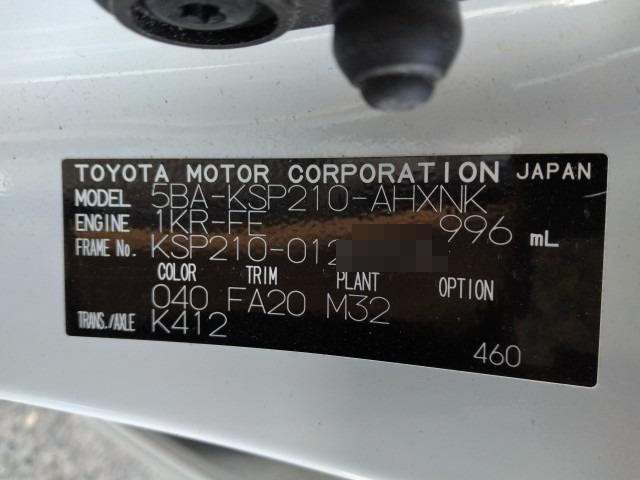 TOYOTA MOTOR CORPORATION JAPAN
MODEL 5BA-KSP210-AHXNK
ENGINE 1KR-FE 996 mL
FRAME No. KSP210-012
COLOR TRIM PLANT OPTION
040 FA20 M32
TRANS./AXLE K412
460